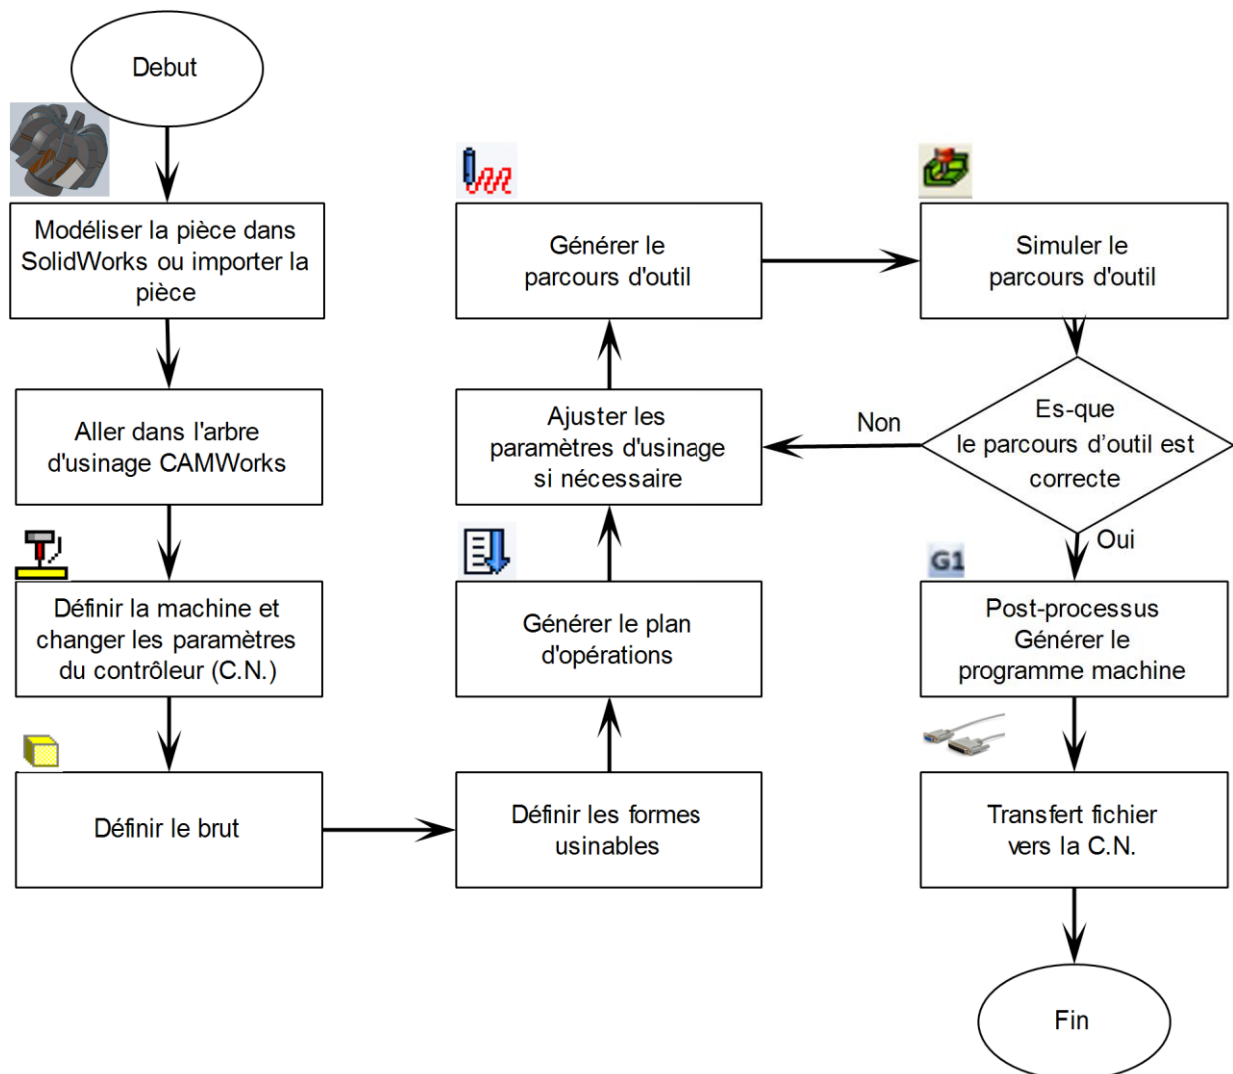 Debut
Modéliser la pièce dans
SolidWorks ou importer la
pièce
Aller dans l'arbre
d'usinage CAMWorks
Définir la machine et
changer les paramètres
du contrôleur (C.N.)
Définir le brut
Définir les formes
usinables
Générer le plan
d'opérations
Ajuster les
paramètres d'usinage
si nécessaire
Générer le
parcours d'outil
Simuler le
parcours d'outil
Es-que
le parcours d’outil est
correcte
Non
Oui
G1
Post-processus
Générer le
programme machine
Transfert fichier
vers la C.N.
Fin